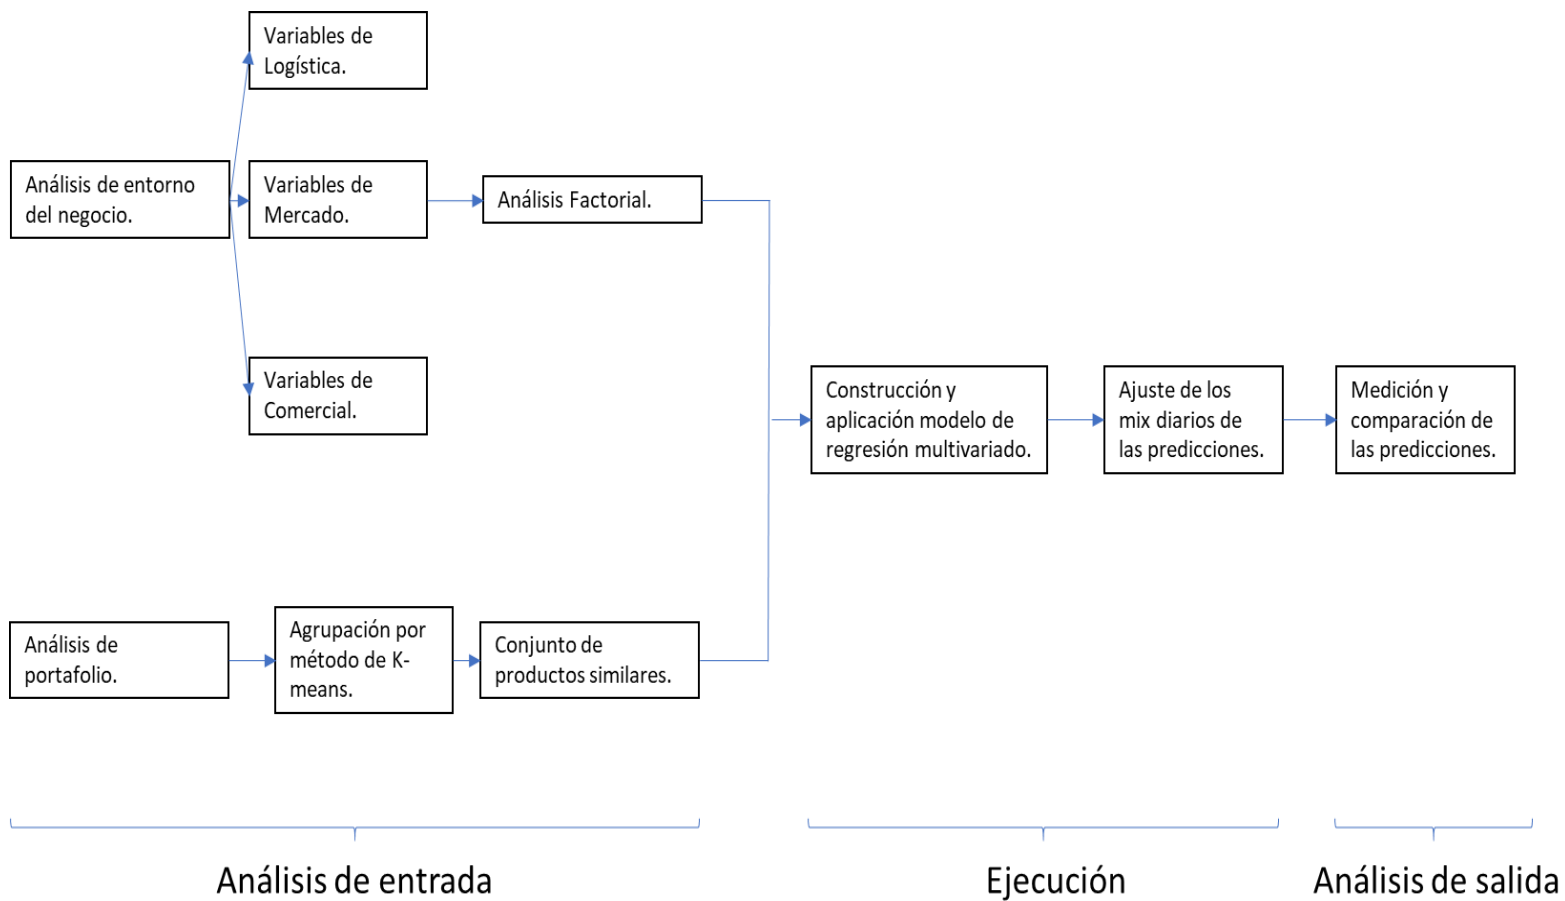 Variables de
Logística.
Análisis de entorno
del negocio.
Variables de
Mercado.
Análisis Factorial.
Variables de
Comercial.
Construcción y
aplicación modelo de
regresión multivariado.
Ajuste de los
mix diarios de
las predicciones.
Medición y
comparación de
las predicciones.
Análisis de
portafolio.
Agrupación por
método de K-
means.
Conjunto de
productos similares.
Análisis de entrada
Ejecución
Análisis de salida